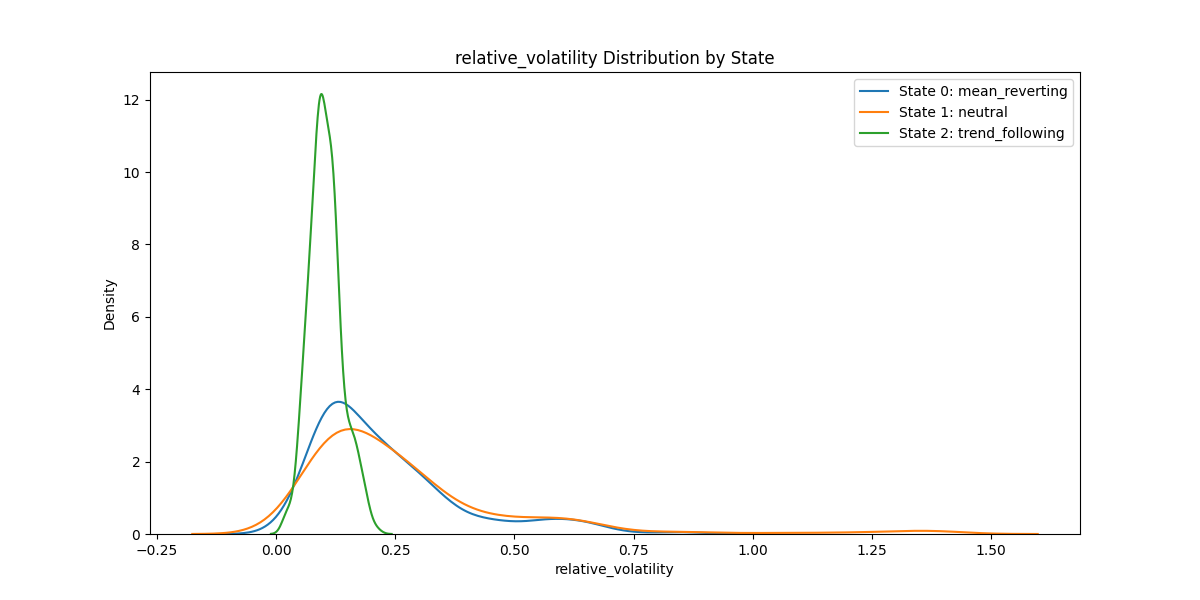 relative_volatility Distribution by State
State 0: mean_reverting
State 1: neutral
State 2: trend_following
12
10
8
6
4
2
0
Density
−0.25 0.00 0.25 0.50 0.75 1.00 1.25 1.50
relative_volatility